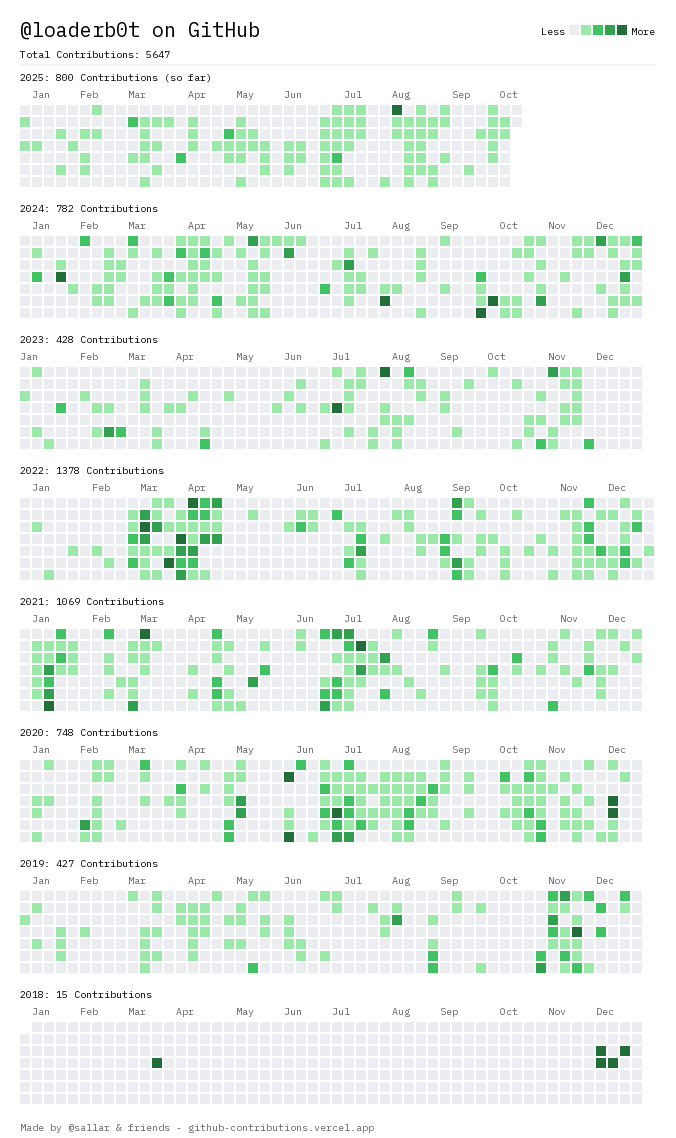 @loaderb0t on GitHub
Less More
Total Contributions: 5647
2025: 800 Contributions (so far)
Jan Feb Mar Apr May Jun Jul Aug Sep Oct
2024: 782 Contributions
Jan Feb Mar Apr May Jun Jul Aug Sep Oct Nov Dec
2023: 428 Contributions
Jan Feb Mar Apr May Jun Jul Aug Sep Oct Nov Dec
2022: 1378 Contributions
Jan Feb Mar Apr May Jun Jul Aug Sep Oct Nov Dec
2021: 1069 Contributions
Jan Feb Mar Apr May Jun Jul Aug Sep Oct Nov Dec
2020: 748 Contributions
Jan Feb Mar Apr May Jun Jul Aug Sep Oct Nov Dec
2019: 427 Contributions
Jan Feb Mar Apr May Jun Jul Aug Sep Oct Nov Dec
2018: 15 Contributions
Jan Feb Mar Apr May Jun Jul Aug Sep Oct Nov Dec
Made by @sallar & friends - github-contributions.vercel.app